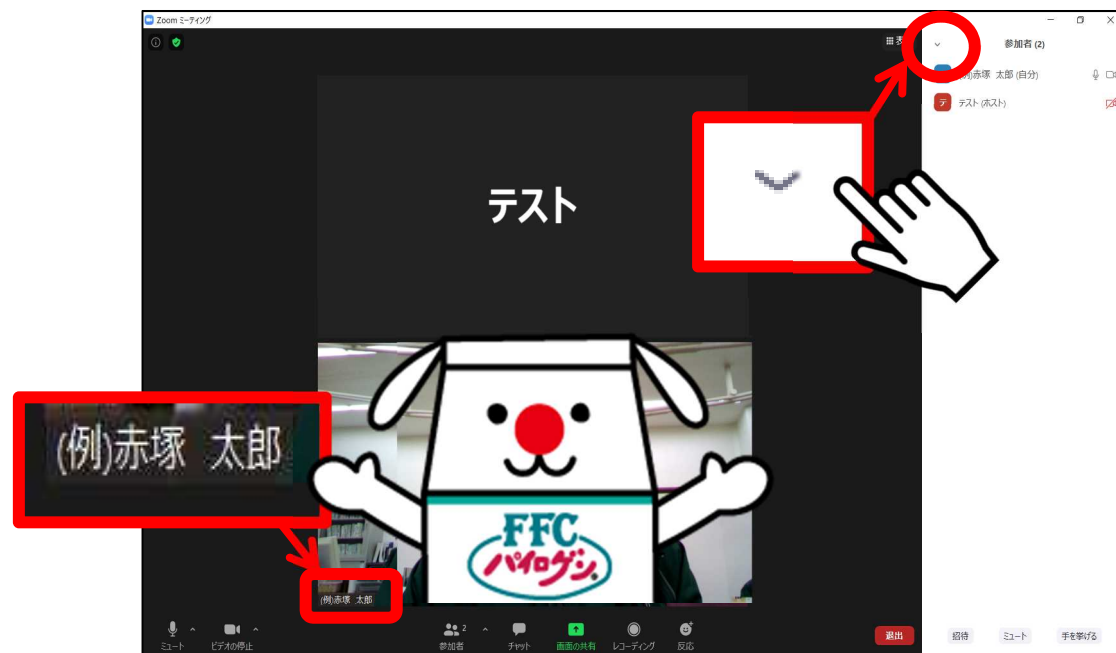 Zoom ミーティング
参加者 (2)
赤塚 太郎 (自分)
テ テスト (ホスト)
テスト
(例)赤塚 太郎
FFC
パイロゲン®
(例)赤塚 太郎
ミュート
ビデオの停止
2
参加者
チャット
画面の共有
レコーディング
反応
退出
招待
ミュート
手を挙げる